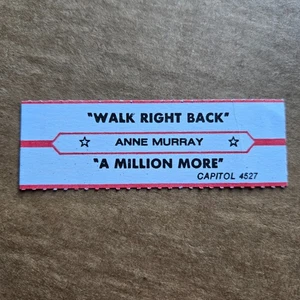 "WALK RIGHT BACK"
ANNE MURRAY
"A MILLION MORE"
CAPITOL 4527